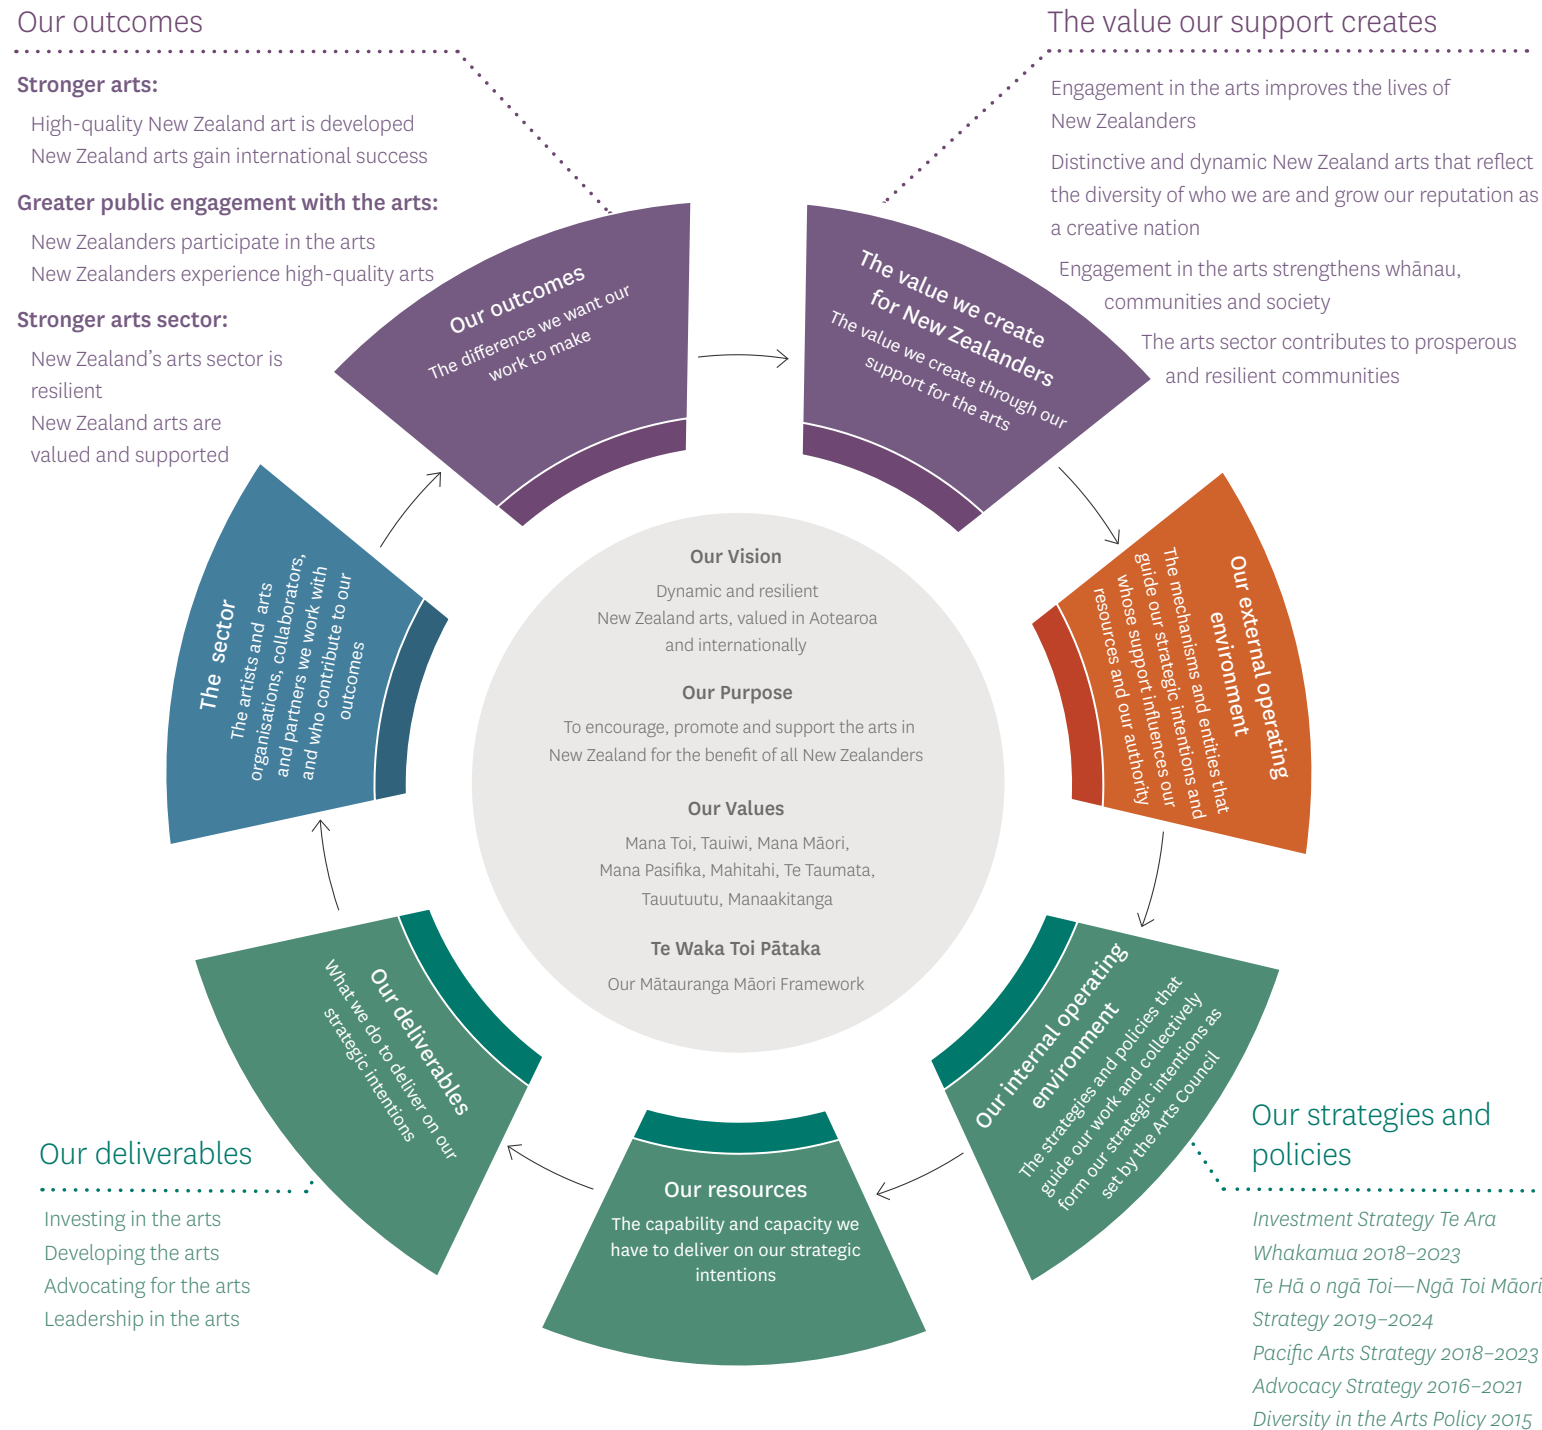 Our outcomes
Stronger arts:
High-quality New Zealand art is developed
New Zealand arts gain international success
Greater public engagement with the arts:
New Zealanders participate in the arts
New Zealanders experience high-quality arts
Stronger arts sector:
New Zealand’s arts sector is
resilient
New Zealand arts are
valued and supported
The value our support creates
Engagement in the arts improves the lives of
New Zealanders
Distinctive and dynamic New Zealand arts that reflect
the diversity of who we are and grow our reputation as
a creative nation
Engagement in the arts strengthens whānau,
communities and society
The arts sector contributes to prosperous
and resilient communities
Our outcomes
The difference we want our
work to make
The value we create
for New Zealanders
The value we create through our
support for the arts
Our external operating
environment
The mechanisms and entities that
guide our strategic intentions and
whose support influences our
resources and our authority
Our internal operating
environment
The strategies and policies that
guide our work and collectively
form our strategic intentions as
set by the Arts Council
Our resources
The capability and capacity we
have to deliver on our strategic
intentions
Our deliverables
What we do to deliver on our
strategic intentions
The sector
The artists and arts
organisations, collaborators,
and partners we work with
and who contribute to our
outcomes
Our Vision
Dynamic and resilient
New Zealand arts, valued in Aotearoa
and internationally
Our Purpose
To encourage, promote and support the arts in
New Zealand for the benefit of all New Zealanders
Our Values
Mana Toi, Tauiwi, Mana Māori,
Mana Pasifika, Mahitahi, Te Taumata,
Tauutuutu, Manaakitanga
Te Waka Toi Pātaka
Our Mātauranga Māori Framework
Our deliverables
Investing in the arts
Developing the arts
Advocating for the arts
Leadership in the arts
Our strategies and
policies
Investment Strategy Te Ara
Whakamua 2018–2023
Te Hā o ngā Toi—Ngā Toi Māori
Strategy 2019–2024
Pacific Arts Strategy 2018–2023
Advocacy Strategy 2016–2021
Diversity in the Arts Policy 2015